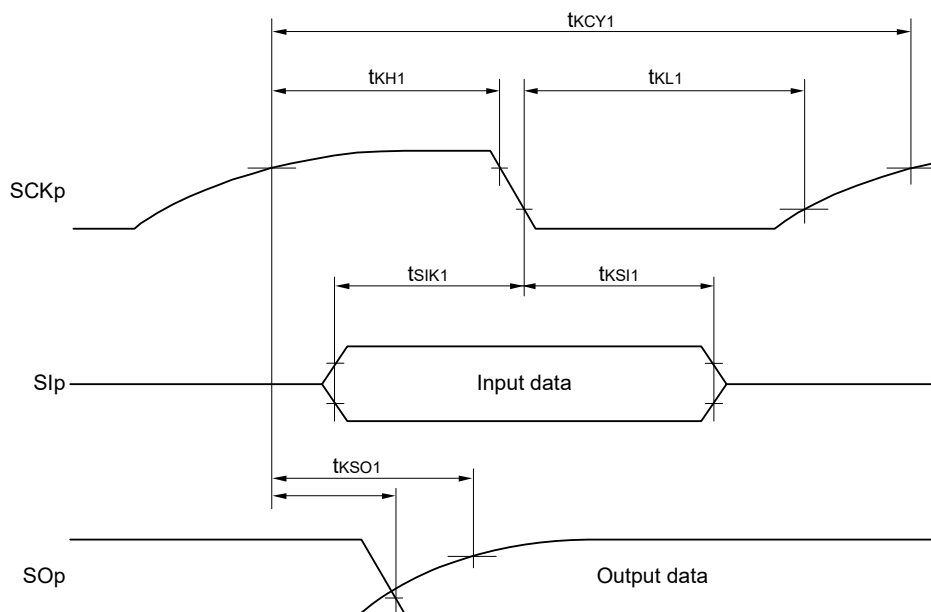 tKCY1
tKH1
tKL1
SCKp
tSIK1
tKSI1
SIp
Input data
tKSO1
SOp
Output data